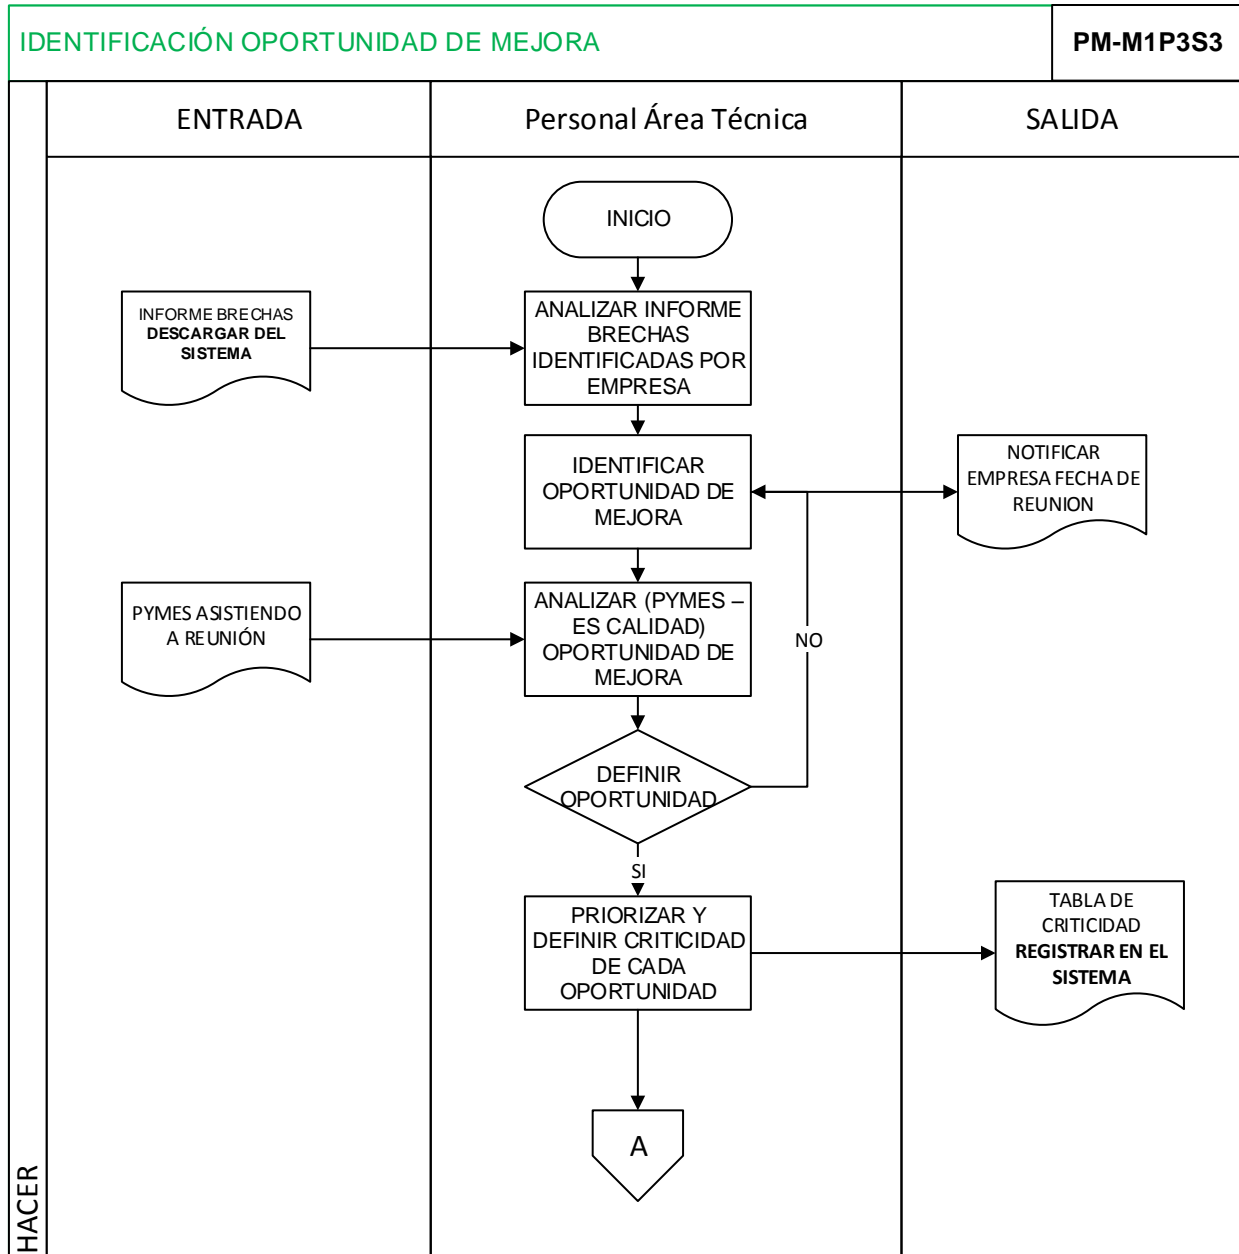 IDENTIFICACIÓN OPORTUNIDAD DE MEJORA
PM-M1P3S3
ENTRADA
Personal Área Técnica
SALIDA
INICIO
INFORME BRECHAS
DESCARGAR DEL
SISTEMA
ANALIZAR INFORME
BRECHAS
IDENTIFICADAS POR
EMPRESA
IDENTIFICAR
OPORTUNIDAD DE
MEJORA
NOTIFICAR
EMPRESA FECHA DE
REUNION
PYMES ASISTIENDO
A REUNIÓN
ANALIZAR (PYMES –
ES CALIDAD)
OPORTUNIDAD DE
MEJORA
NO
DEFINIR
OPORTUNIDAD
SI
PRIORIZAR Y
DEFINIR CRITICIDAD
DE CADA
OPORTUNIDAD
TABLA DE
CRITICIDAD
REGISTRAR EN EL
SISTEMA
A
HACER